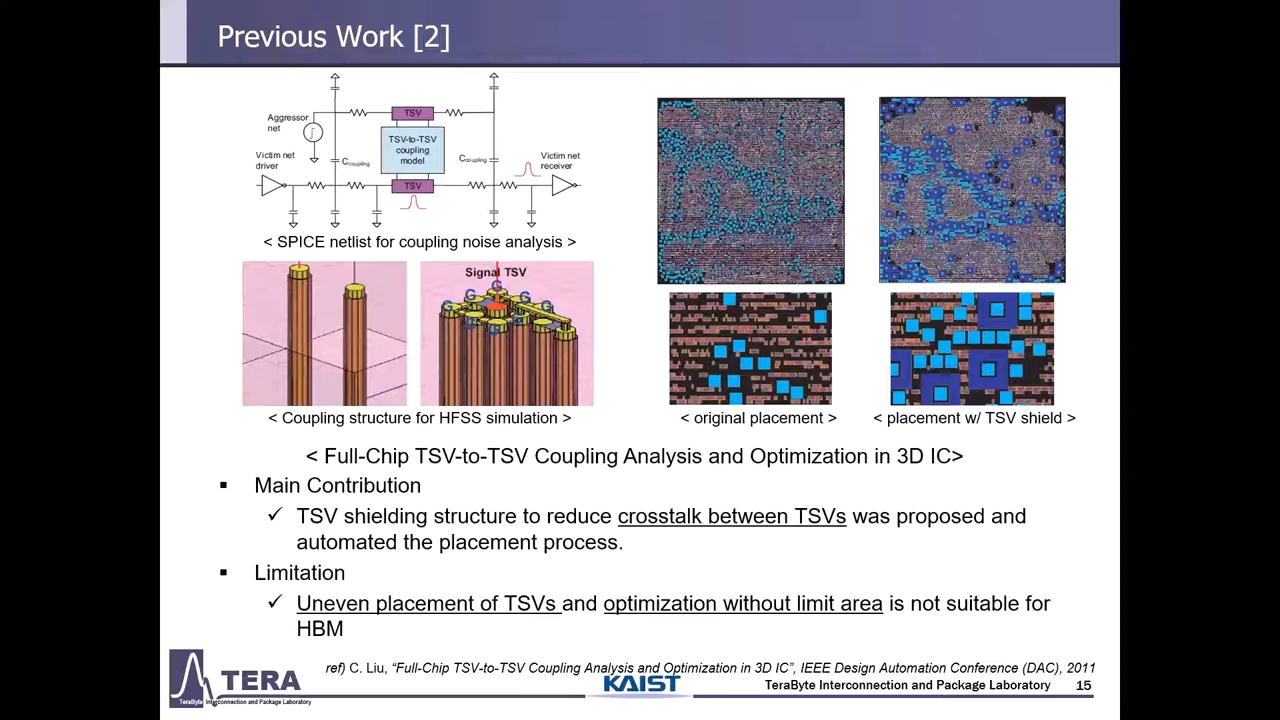 Previous Work [2]
TSV
Aggressor
net
TSV-to-TSV
coupling
model
Victim net
driver
Ccoupling
Ccoupling
Victim net
receiver
TSV
< SPICE netlist for coupling noise analysis >
Signal TSV
G
G
G
G
G
G
< Coupling structure for HFSS simulation >
< original placement >
< placement w/ TSV shield >
< Full-Chip TSV-to-TSV Coupling Analysis and Optimization in 3D IC>
▪ Main Contribution
✓ TSV shielding structure to reduce crosstalk between TSVs was proposed and
automated the placement process.
▪ Limitation
✓ Uneven placement of TSVs and optimization without limit area is not suitable for
HBM
ref) C. Liu, “Full-Chip TSV-to-TSV Coupling Analysis and Optimization in 3D IC”, IEEE Design Automation Conference (DAC), 2011
TERA
TeraByte Interconnection and Package Laboratory
KAIST
TeraByte Interconnection and Package Laboratory
15